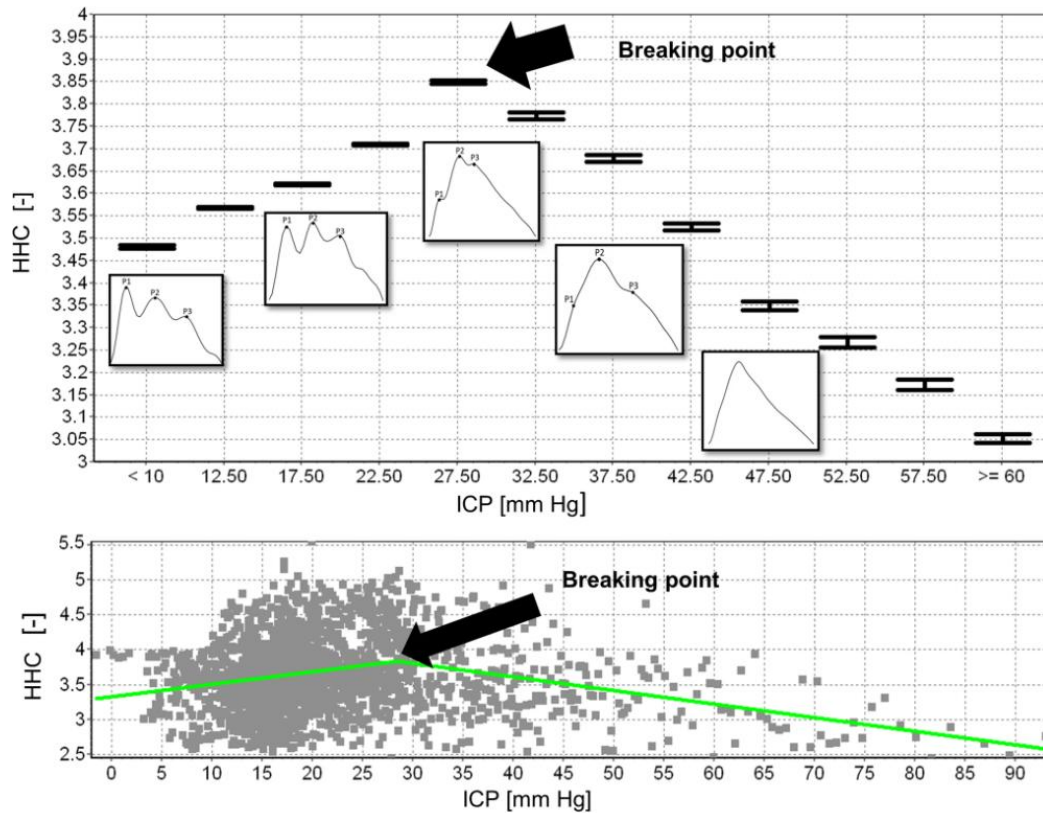 4
3.95
3.9
3.85
3.8
3.75
3.7
3.65
3.6
3.55
3.5
3.45
3.4
3.35
3.3
3.25
3.2
3.15
3.1
3.05
3
HHC [-]
Breaking point
P1 P2 P3
P1 P2 P3
P1 P2 P3
P1 P2 P3
< 10 12.50 17.50 22.50 27.50 32.50 37.50 42.50 47.50 52.50 57.50 >= 60
ICP [mm Hg]
5.5
5
4.5
4
3.5
3
2.5
HHC [-]
Breaking point
0 5 10 15 20 25 30 35 40 45 50 55 60 65 70 75 80 85 90
ICP [mm Hg]